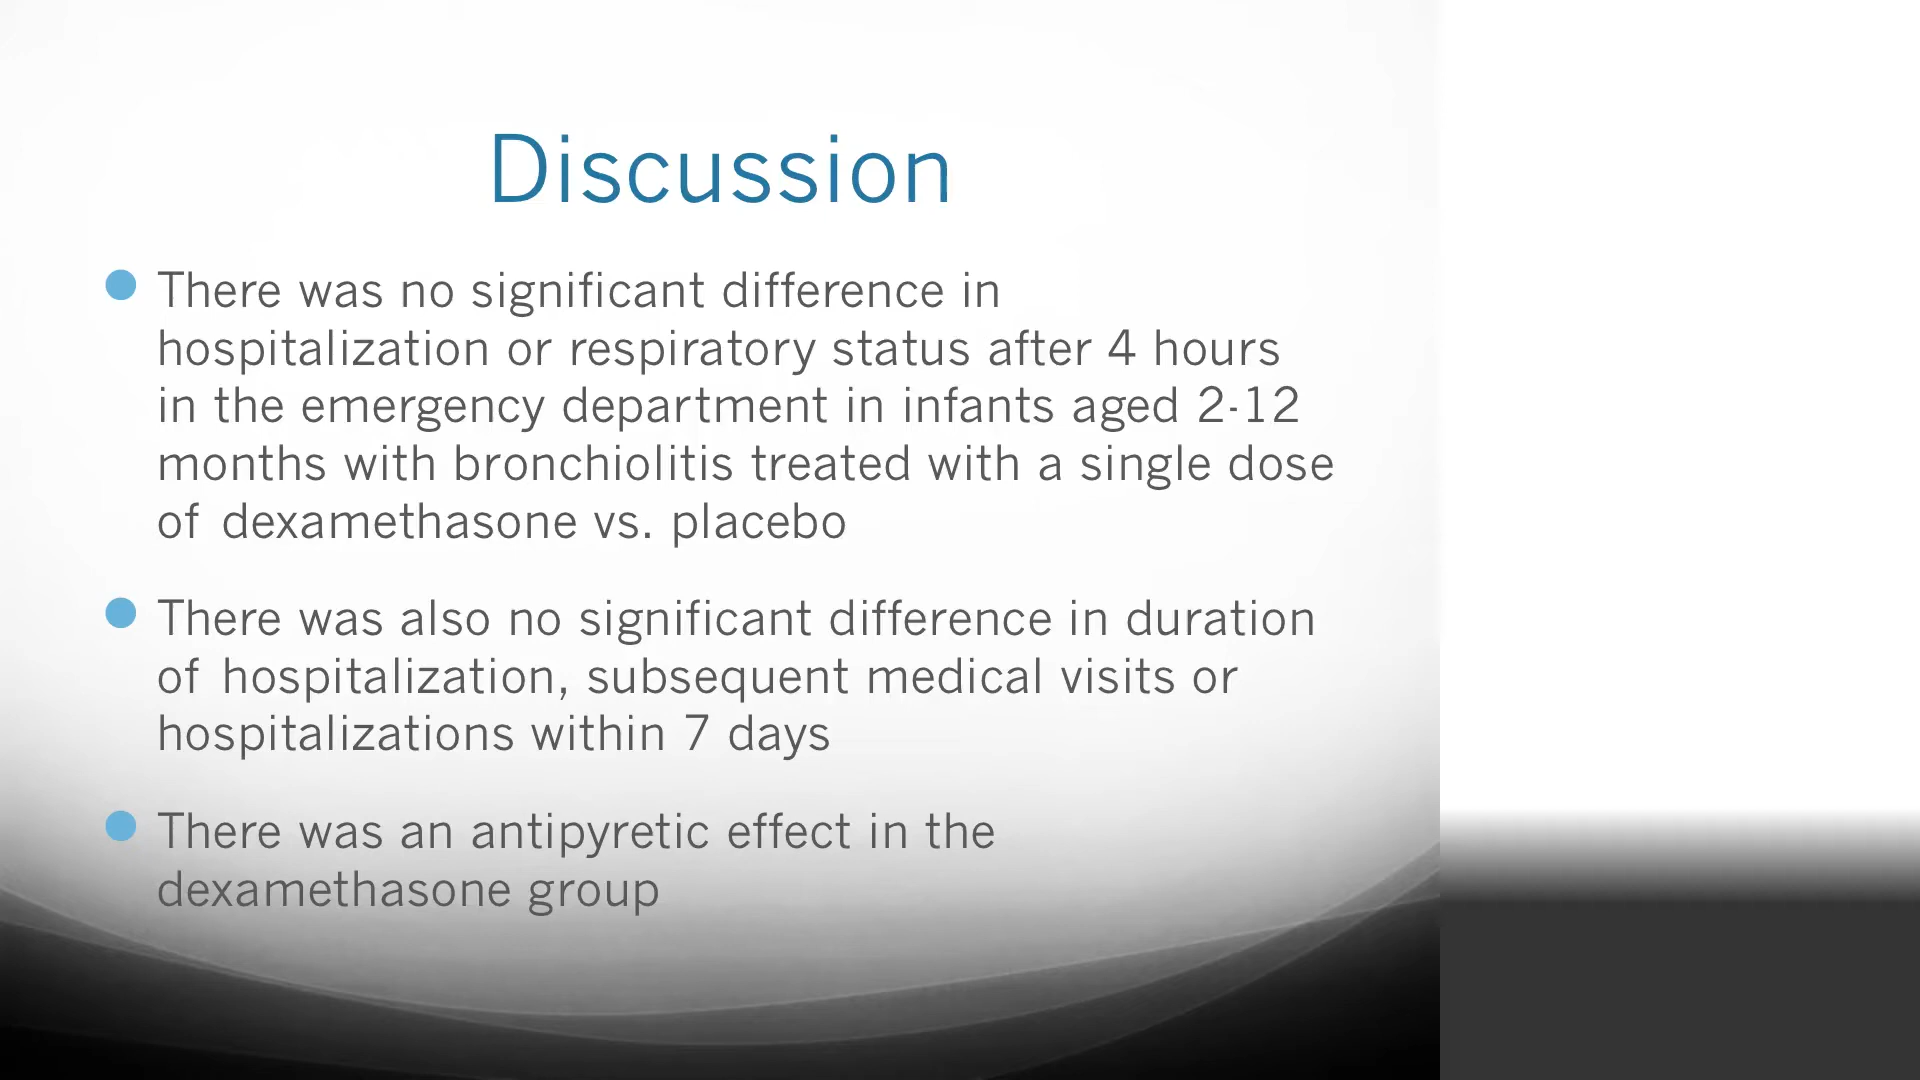 Discussion
There was no significant difference in
hospitalization or respiratory status after 4 hours
in the emergency department in infants aged 2-12
months with bronchiolitis treated with a single dose
of dexamethasone vs. placebo
There was also no significant difference in duration
of hospitalization, subsequent medical visits or
hospitalizations within 7 days
There was an antipyretic effect in the
dexamethasone group